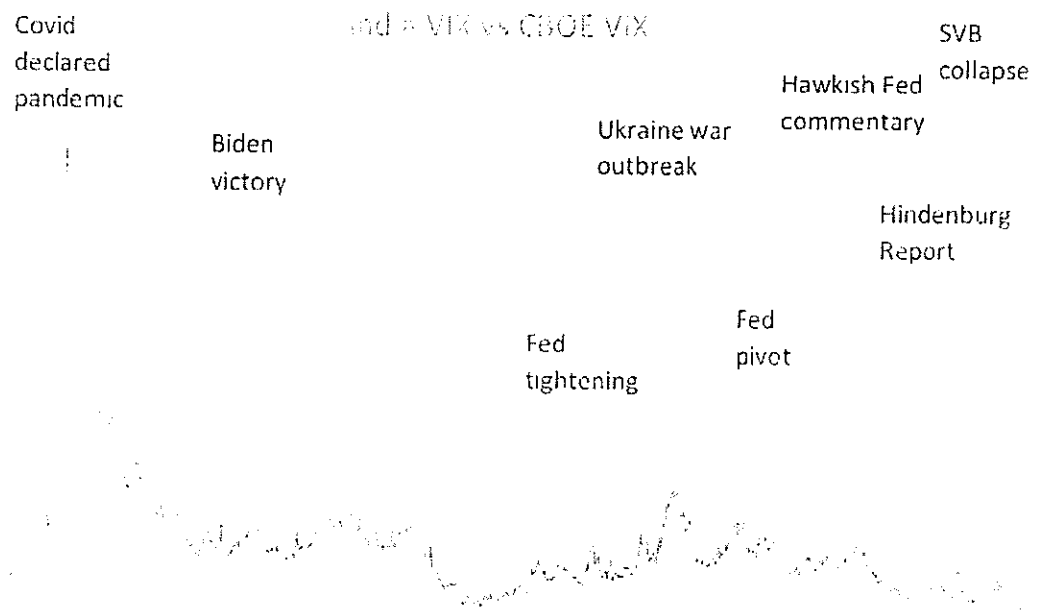 Covid
declared
pandemic
VIX vs CBOE VIX
SVB
collapse
Hawkish Fed
commentary
Biden
victory
Ukraine war
outbreak
Hindenburg
Report
Fed
tightening
Fed
pivot